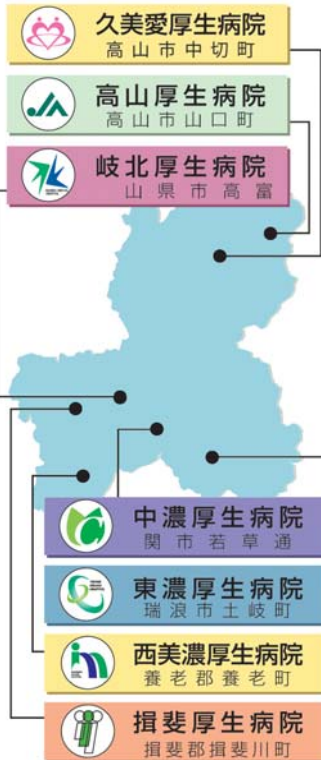 久美愛厚生病院
高山市中切町
JA
高山厚生病院
高山市山口町
岐北厚生病院
山県市高富
中濃厚生病院
関市若草通
東濃厚生病院
瑞浪市土岐町
西美濃厚生病院
養老郡養老町
揖斐厚生病院
揖斐郡揖斐川町